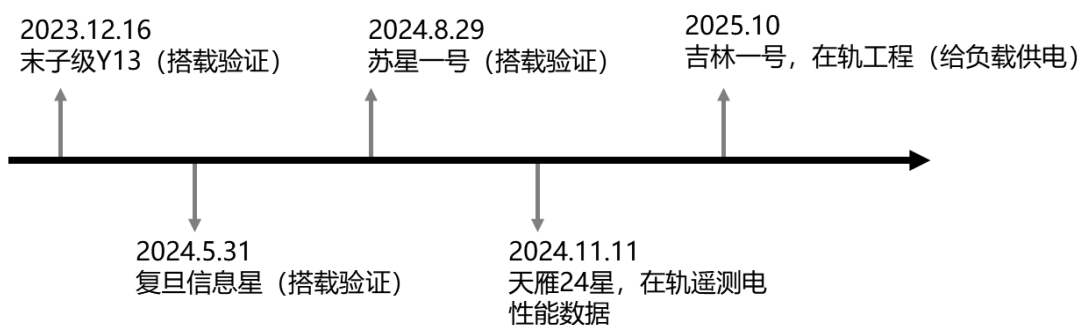 2023.12.16
末子级Y13（搭载验证）
2024.8.29
苏星一号（搭载验证）
2025.10
吉林一号，在轨工程（给负载供电）
2024.5.31
复旦信息星（搭载验证）
2024.11.11
天雁24星，在轨遥测电
性能数据